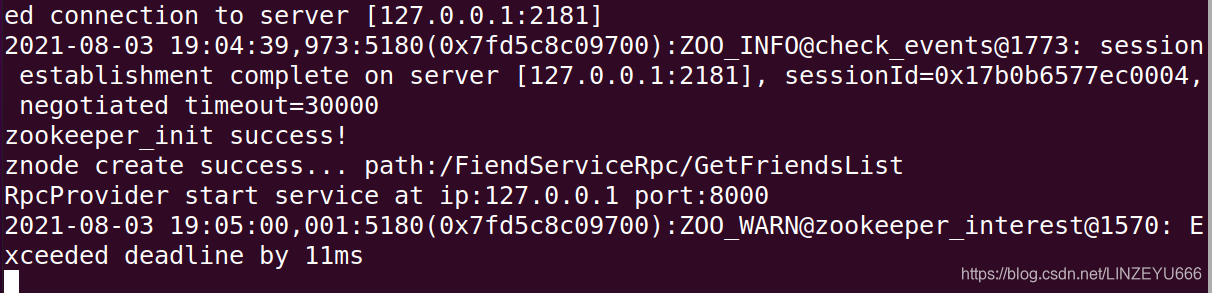 ed connection to server [127.0.0.1:2181]
2021-08-03 19:04:39,973:5180(0x7fd5c8c09700):ZOO_INFO@check_events@1773: session
 establishment complete on server [127.0.0.1:2181], sessionId=0x17b0b6577ec0004,
 negotiated timeout=30000
zookeeper_init success!
znode create success... path:/FiendServiceRpc/GetFriendsList
RpcProvider start service at ip:127.0.0.1 port:8000
2021-08-03 19:05:00,001:5180(0x7fd5c8c09700):ZOO_WARN@zookeeper_interest@1570: E
xceeded deadline by 11ms
https://blog.csdn.net/LINZEYU666